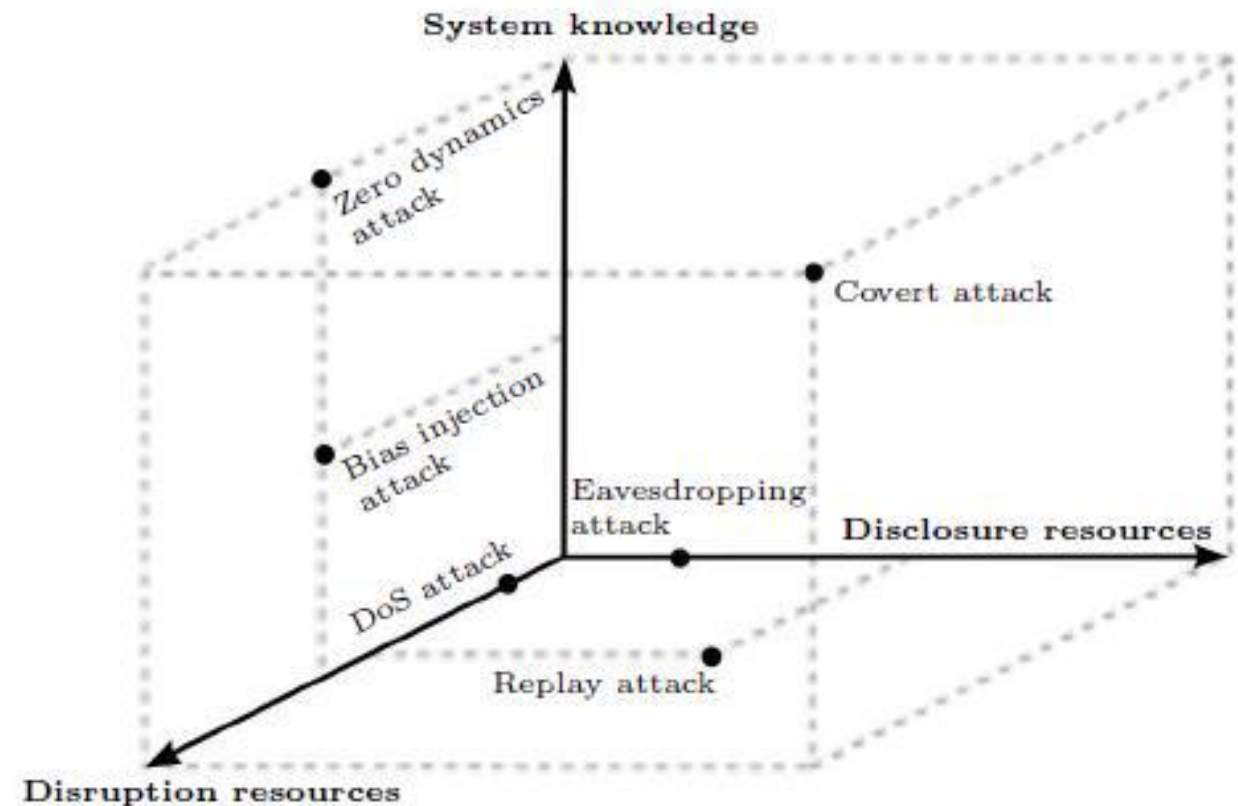 System knowledge
Zero dynamics
attack
Covert attack
Bias injection
attack
Eavesdropping
attack
Disclosure resources
DoS attack
Replay attack
Disruption resources